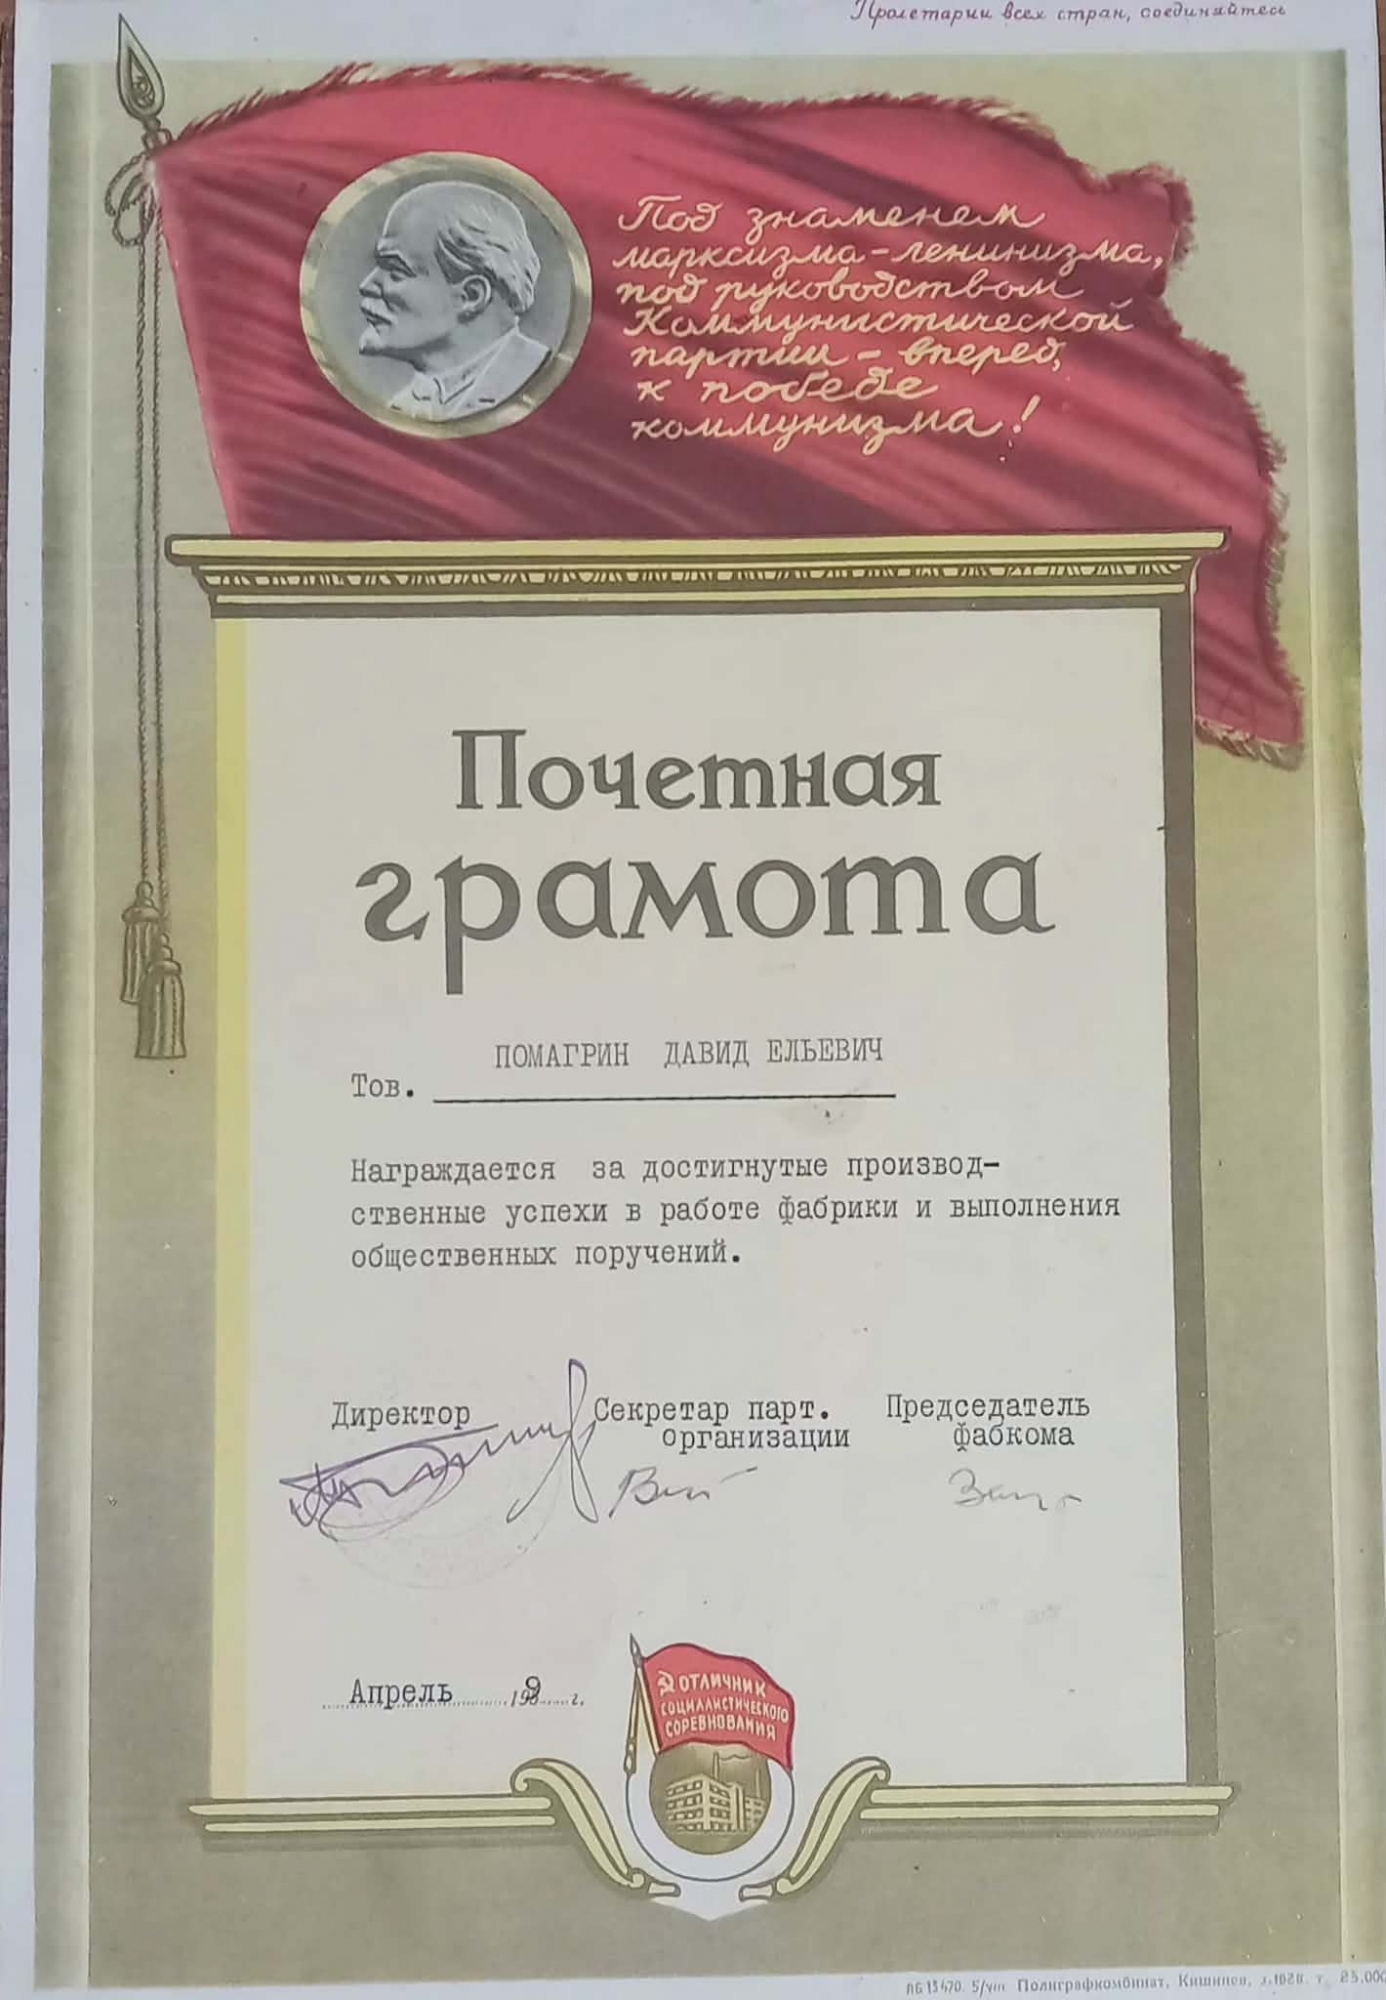 Пролетарии всех стран, соединяйтесь
Под знаменем
марксизма-ленинизма,
под руководством
Коммунистической
партии - вперед,
к победе
коммунизма!
Почетная
грамота
ПОМАГРИН ДАВИД ЕЛЬЕВИЧ
Тов.
Награждается за достигнутые производ-
ственные успехи в работе фабрики и выполнения
общественных поручений.
Директор Секретар парт. Председатель
организации фабкома
Апрель г.
ОТЛИЧНИК
СОЦИАЛИСТИЧЕСКОГО
СОРЕВНОВАНИЯ
Полиграфкомбинат, Кишинев, т. 25.000